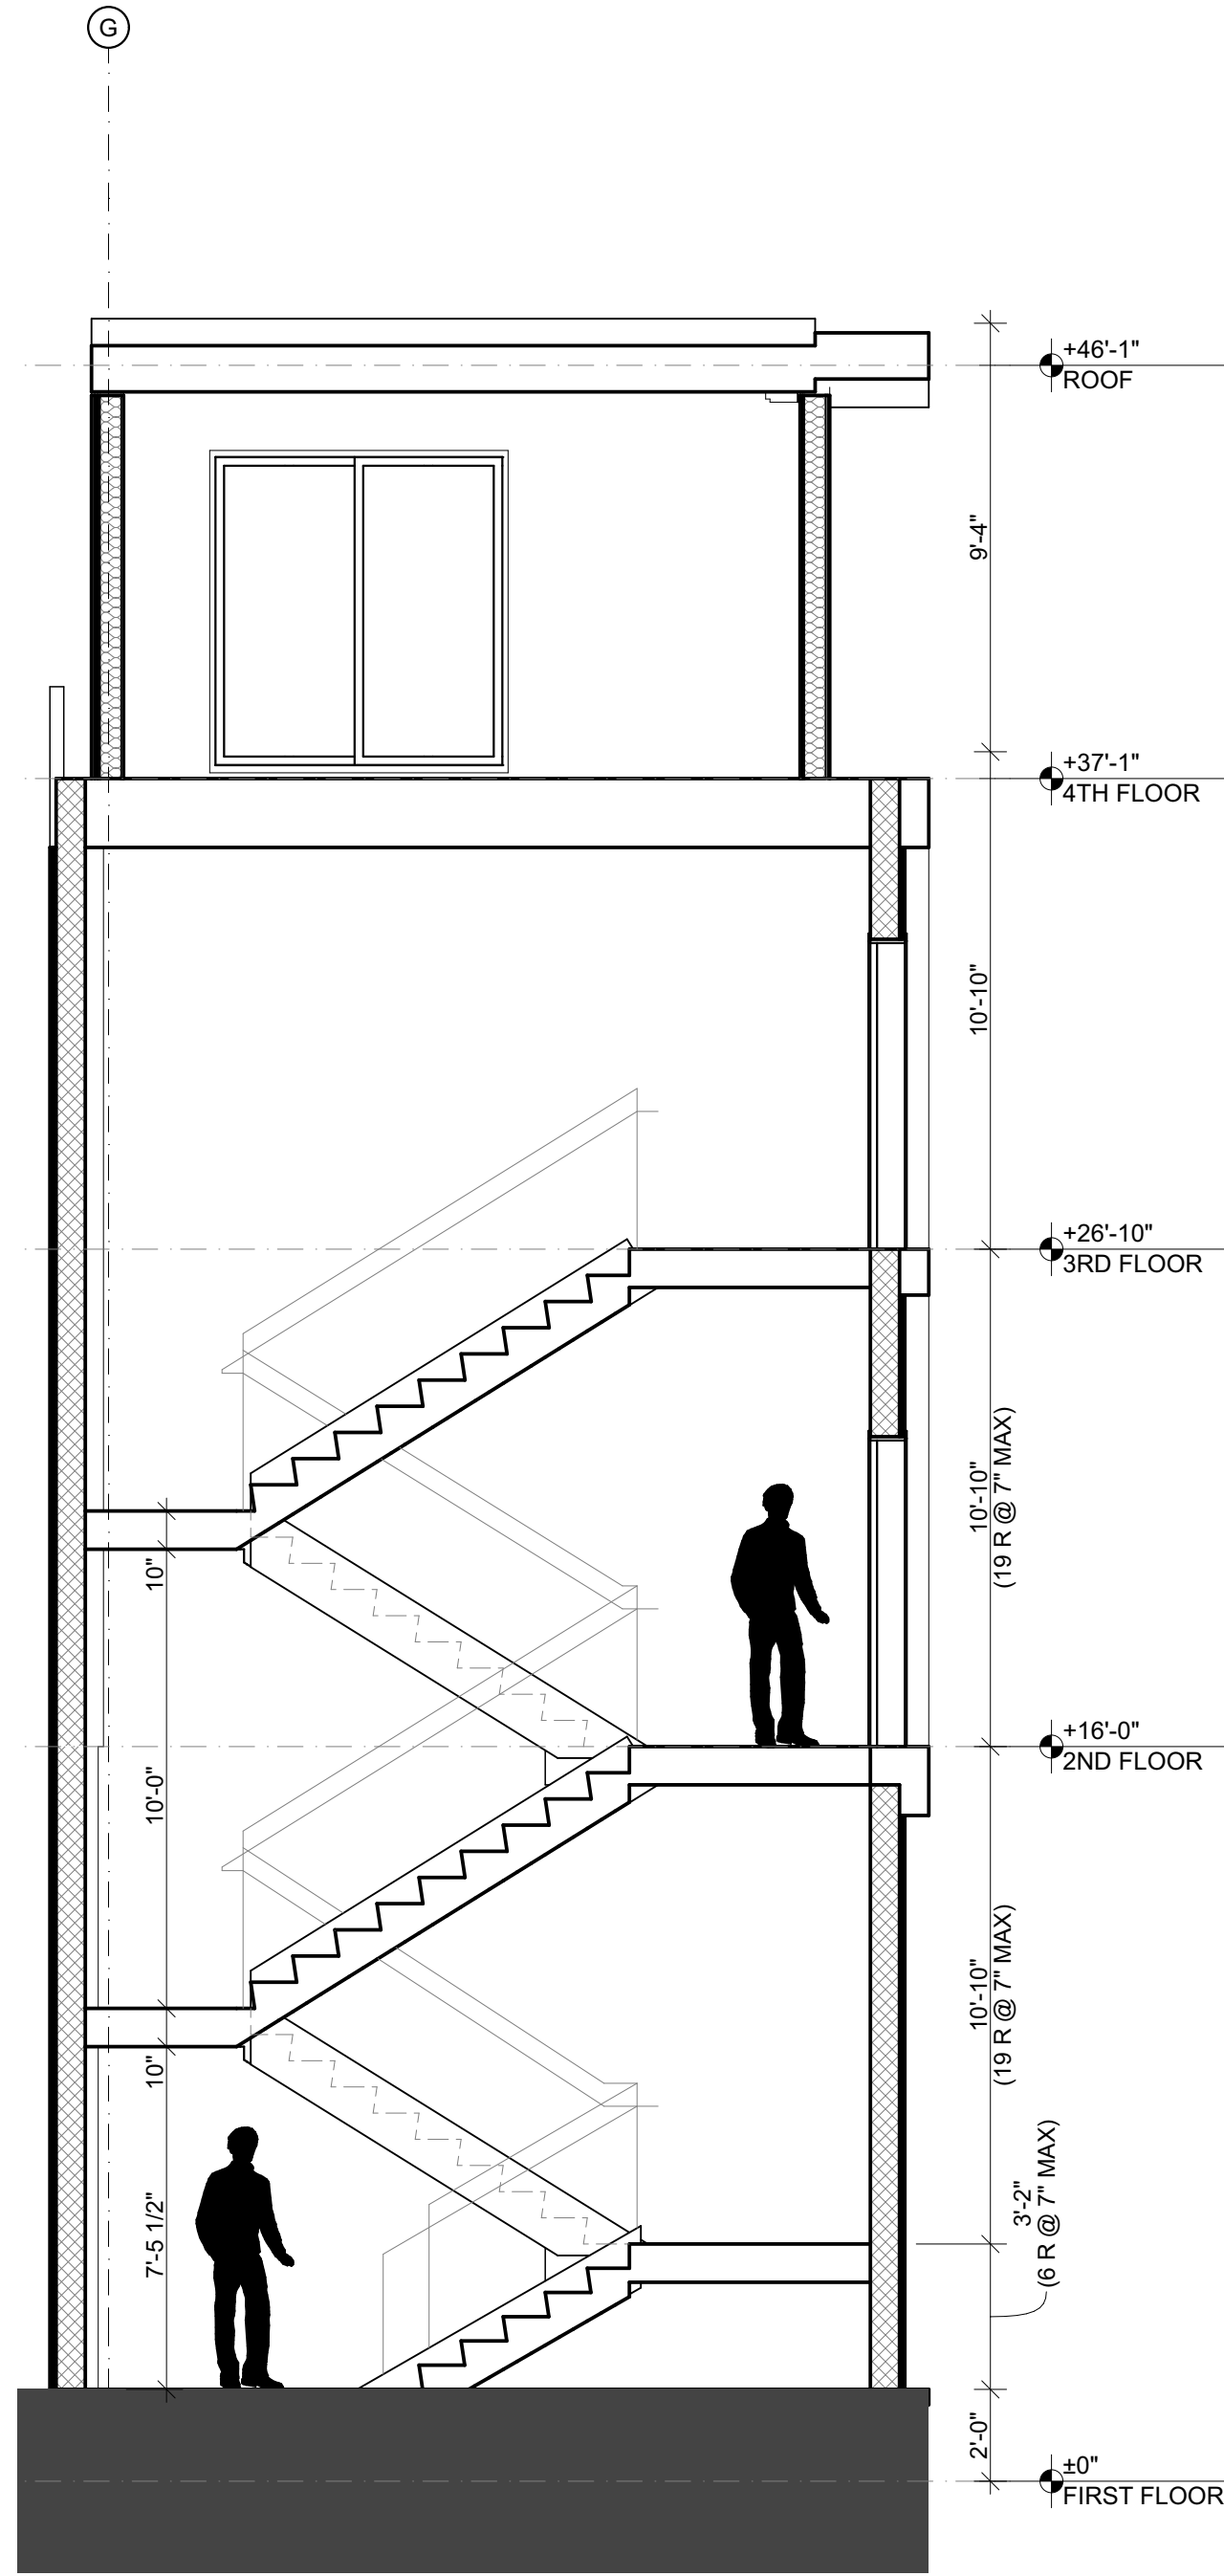 G
+46'-1"
ROOF
9'-4"
+37'-1"
4TH FLOOR
10'-10"
+26'-10"
3RD FLOOR
10'-10"
(19 R @ 7" MAX)
10"
+16'-0"
2ND FLOOR
10'-0"
10'-10"
(19 R @ 7" MAX)
10"
3'-2"
(6 R @ 7" MAX)
7'-5 1/2"
2'-0"
±0"
FIRST FLOOR